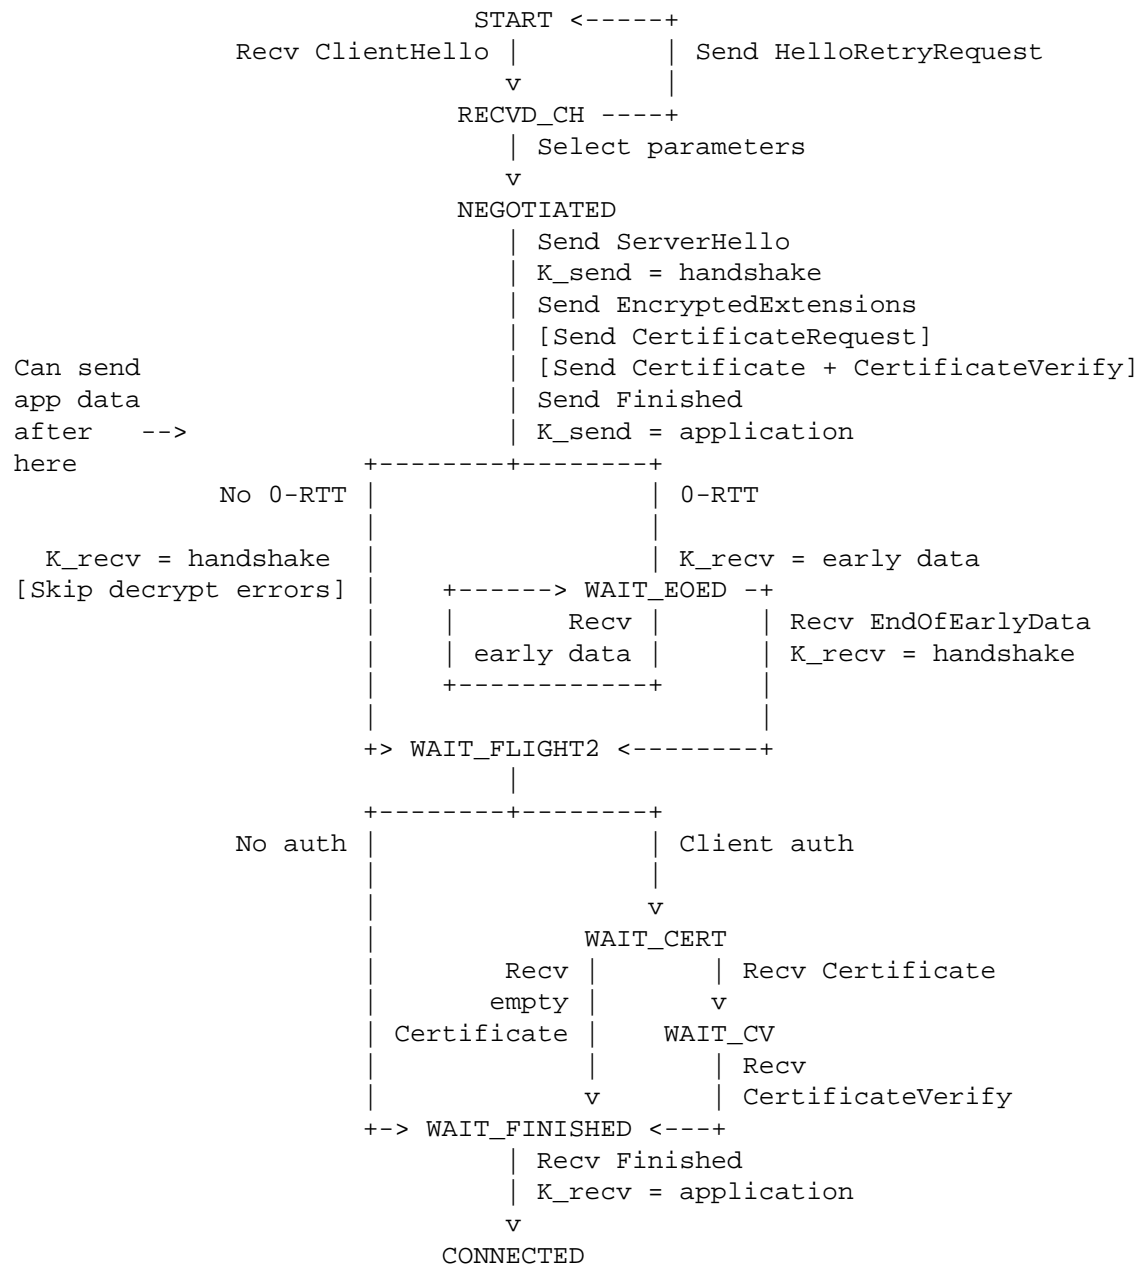 START <-----+
Recv ClientHello | | Send HelloRetryRequest
v |
RECVD_CH ----+
| Select parameters
v
NEGOTIATED
| Send ServerHello
| K_send = handshake
| Send EncryptedExtensions
| [Send CertificateRequest]
Can send | [Send Certificate + CertificateVerify]
app data | Send Finished
after --> | K_send = application
here +--------+--------+
No 0-RTT | | 0-RTT
| |
K_recv = handshake | | K_recv = early data
[Skip decrypt errors] | +------> WAIT_EOED -+
| | Recv | | Recv EndOfEarlyData
| | early data | | K_recv = handshake
| +------------+ |
| |
+> WAIT_FLIGHT2 <--------+
|
+--------+--------+
No auth | | Client auth
| |
| v
| WAIT_CERT
| Recv | | Recv Certificate
| empty | v
| Certificate | WAIT_CV
| | | Recv
| v | CertificateVerify
+-> WAIT_FINISHED <---+
| Recv Finished
| K_recv = application
v
CONNECTED